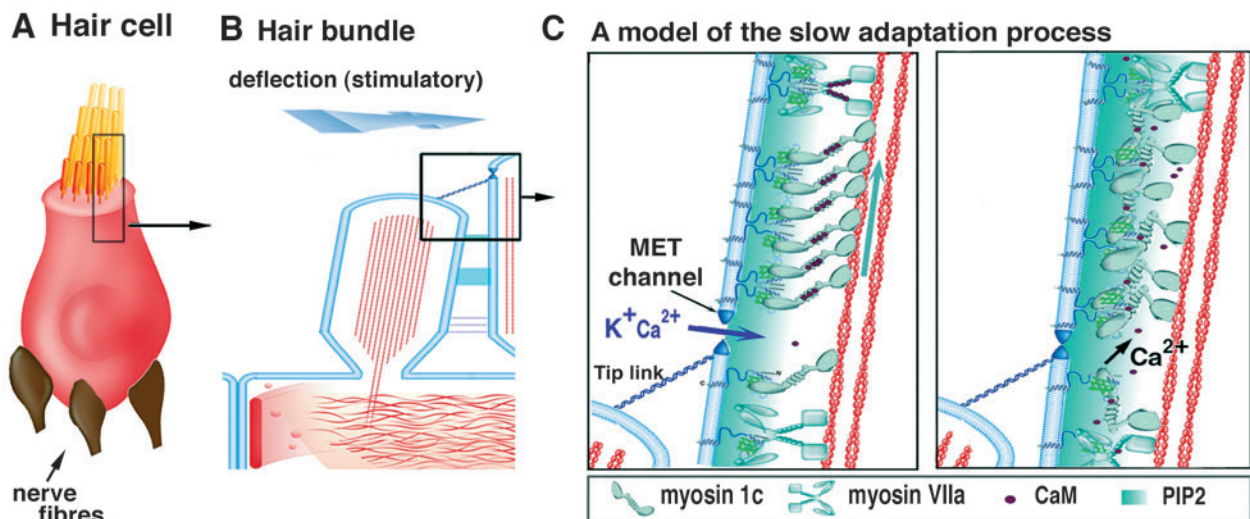 A Hair cell
nerve
fibres
B Hair bundle
deflection (stimulatory)
C A model of the slow adaptation process
MET
channel
K+Ca2+
Tip link
C
N
Ca2+
myosin 1c
myosin VIIa
CaM
PIP2